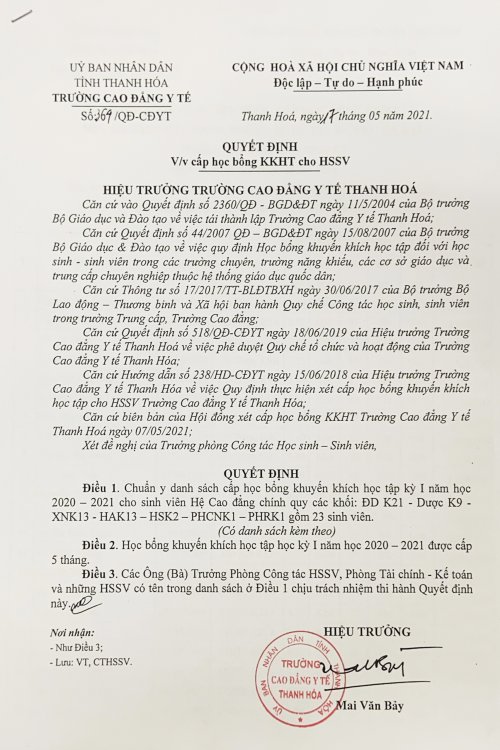 UỶ BAN NHÂN DÂN
TỈNH THANH HÓA
TRƯỜNG CAO ĐẲNG Y TẾ
Số: 369/QĐ-CĐYT
CỘNG HOÀ XÃ HỘI CHỦ NGHĨA VIỆT NAM
Độc lập – Tự do – Hạnh phúc
Thanh Hoá, ngày 17 tháng 05 năm 2021.
QUYẾT ĐỊNH
V/v cấp học bổng KKHT cho HSSV
HIỆU TRƯỞNG TRƯỜNG CAO ĐẲNG Y TẾ THANH HOÁ
Căn cứ vào Quyết định số 2360/QĐ - BGD&ĐT ngày 11/5/2004 của Bộ trưởng
Bộ Giáo dục và Đào tạo về việc tái thành lập Trường Cao đẳng Y tế Thanh Hoá;
Căn cứ Quyết định số 44/2007 QĐ – BGD&ĐT ngày 15/08/2007 của Bộ trưởng
Bộ Giáo dục & Đào tạo về việc quy định Học bổng khuyến khích học tập đối với học
sinh - sinh viên trong các trường chuyên, trường năng khiếu, các cơ sở giáo dục và
trung cấp chuyên nghiệp thuộc hệ thống giáo dục quốc dân;
Căn cứ Thông tư số 17/2017/TT-BLĐTBXH ngày 30/06/2017 của Bộ trưởng Bộ
Lao động – Thương binh và Xã hội ban hành Quy chế Công tác học sinh, sinh viên
trong trường Trung cấp, Trường Cao đẳng;
Căn cứ Quyết định số 518/QĐ-CĐYT ngày 18/06/2019 của Hiệu trưởng Trường
Cao đẳng Y tế Thanh Hoá về việc phê duyệt Quy chế tổ chức và hoạt động của Trường
Cao đẳng Y tế Thanh Hoá;
Căn cứ Hướng dẫn số 238/HD-CĐYT ngày 15/06/2018 của Hiệu trưởng Trường
Cao đẳng Y tế Thanh Hóa về việc Quy định thực hiện xét cấp học bổng khuyến khích
học tập cho HSSV Trường Cao đẳng Y tế Thanh Hóa;
Căn cứ biên bản của Hội đồng xét cấp học bổng KKHT Trường Cao đẳng Y tế
Thanh Hoá ngày 07/05/2021;
Xét đề nghị của Trưởng phòng Công tác Học sinh – Sinh viên,
QUYẾT ĐỊNH
Điều 1. Chuẩn y danh sách cấp học bổng khuyến khích học tập kỳ I năm học
2020 – 2021 cho sinh viên Hệ Cao đẳng chính quy các khối: ĐD K21 - Dược K9 -
XNK13 - HAK13 – HSK2 – PHCNK1 – PHRK1 gồm 23 sinh viên.
(Có danh sách kèm theo)
Điều 2. Học bổng khuyến khích học tập học kỳ I năm học 2020 – 2021 được cấp
5 tháng.
Điều 3. Các Ông (Bà) Trưởng Phòng Công tác HSSV, Phòng Tài chính - Kế toán
và những HSSV có tên trong danh sách ở Điều 1 chịu trách nhiệm thi hành Quyết định
này.
Nơi nhận:
- Như Điều 3;
- Lưu: VT, CTHSSV.
HIỆU TRƯỞNG
ỦY BAN NHÂN DÂN TỈNH THANH HÓA
TRƯỜNG
CAO ĐẲNG Y TẾ
THANH HÓA
Mai Văn Bảy